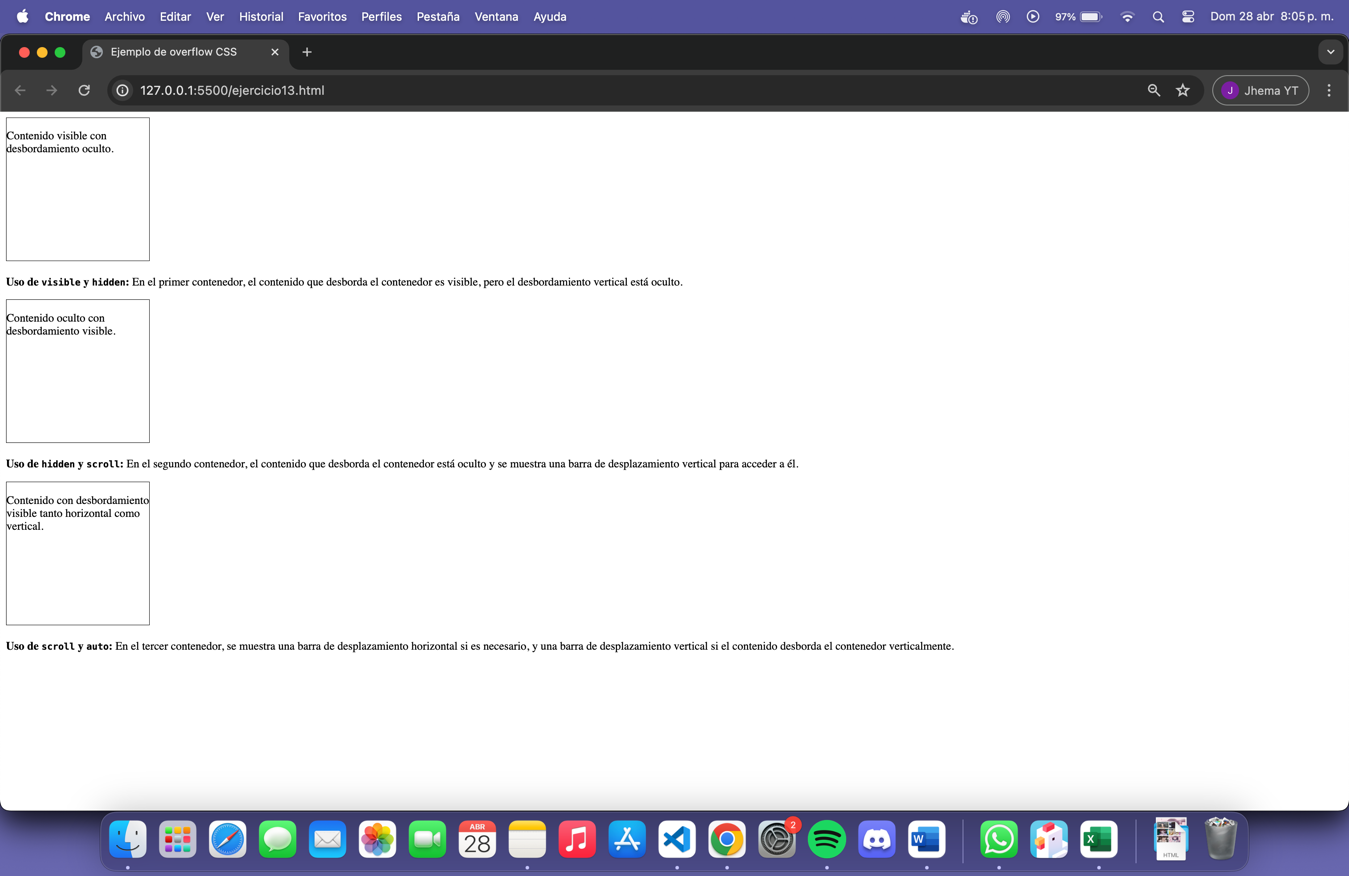 Chrome Archivo Editar Ver Historial Favoritos Perfiles Pestaña Ventana Ayuda 97% Dom 28 abr 8:05 p. m.
Ejemplo de overflow CSS
127.0.0.1:5500/ejercicio13.html J Jhema YT
Contenido visible con
desbordamiento oculto.
Uso de visible y hidden: En el primer contenedor, el contenido que desborda el contenedor es visible, pero el desbordamiento vertical está oculto.
Contenido oculto con
desbordamiento visible.
Uso de hidden y scroll: En el segundo contenedor, el contenido que desborda el contenedor está oculto y se muestra una barra de desplazamiento vertical para acceder a él.
Contenido con desbordamiento
visible tanto horizontal como
vertical.
Uso de scroll y auto: En el tercer contenedor, se muestra una barra de desplazamiento horizontal si es necesario, y una barra de desplazamiento vertical si el contenido desborda el contenedor verticalmente.
ABR
28
2
W
X
HTML